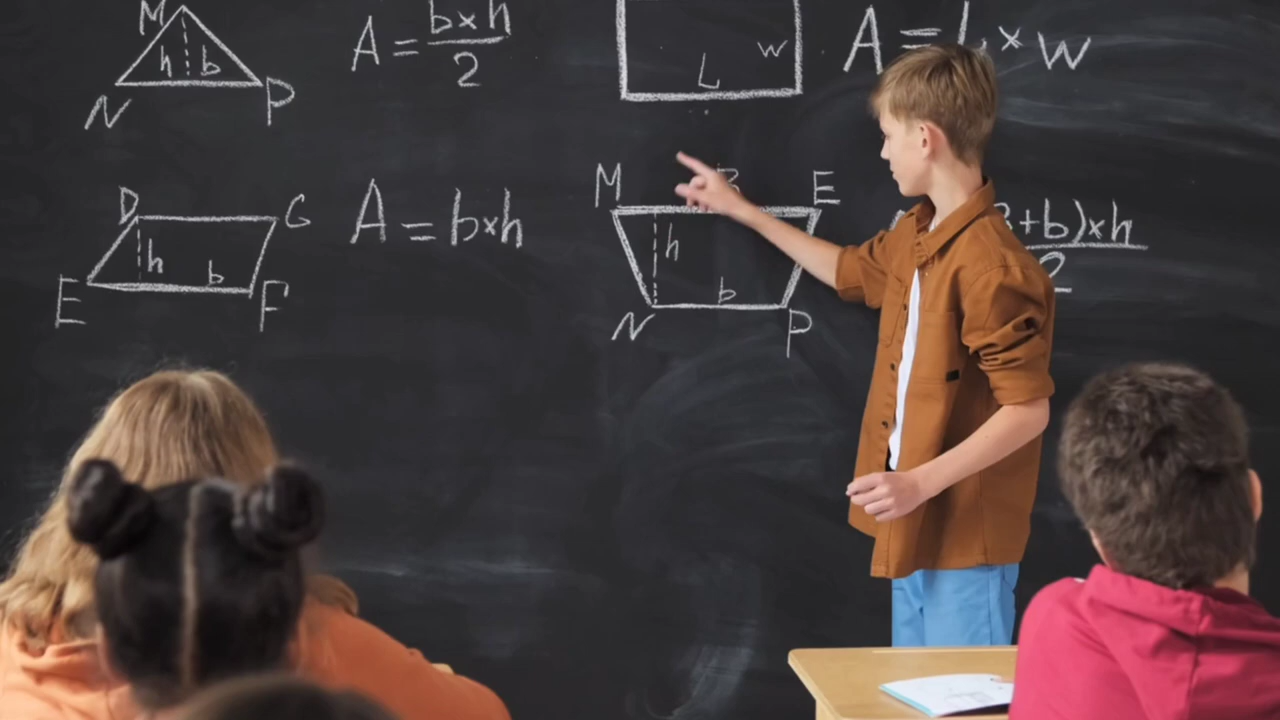 M
h b
N P
A = b×h
2
L w
A = L × w
D G
h b
E F
A = b×h
M E
h b
N P
+b)×h
2